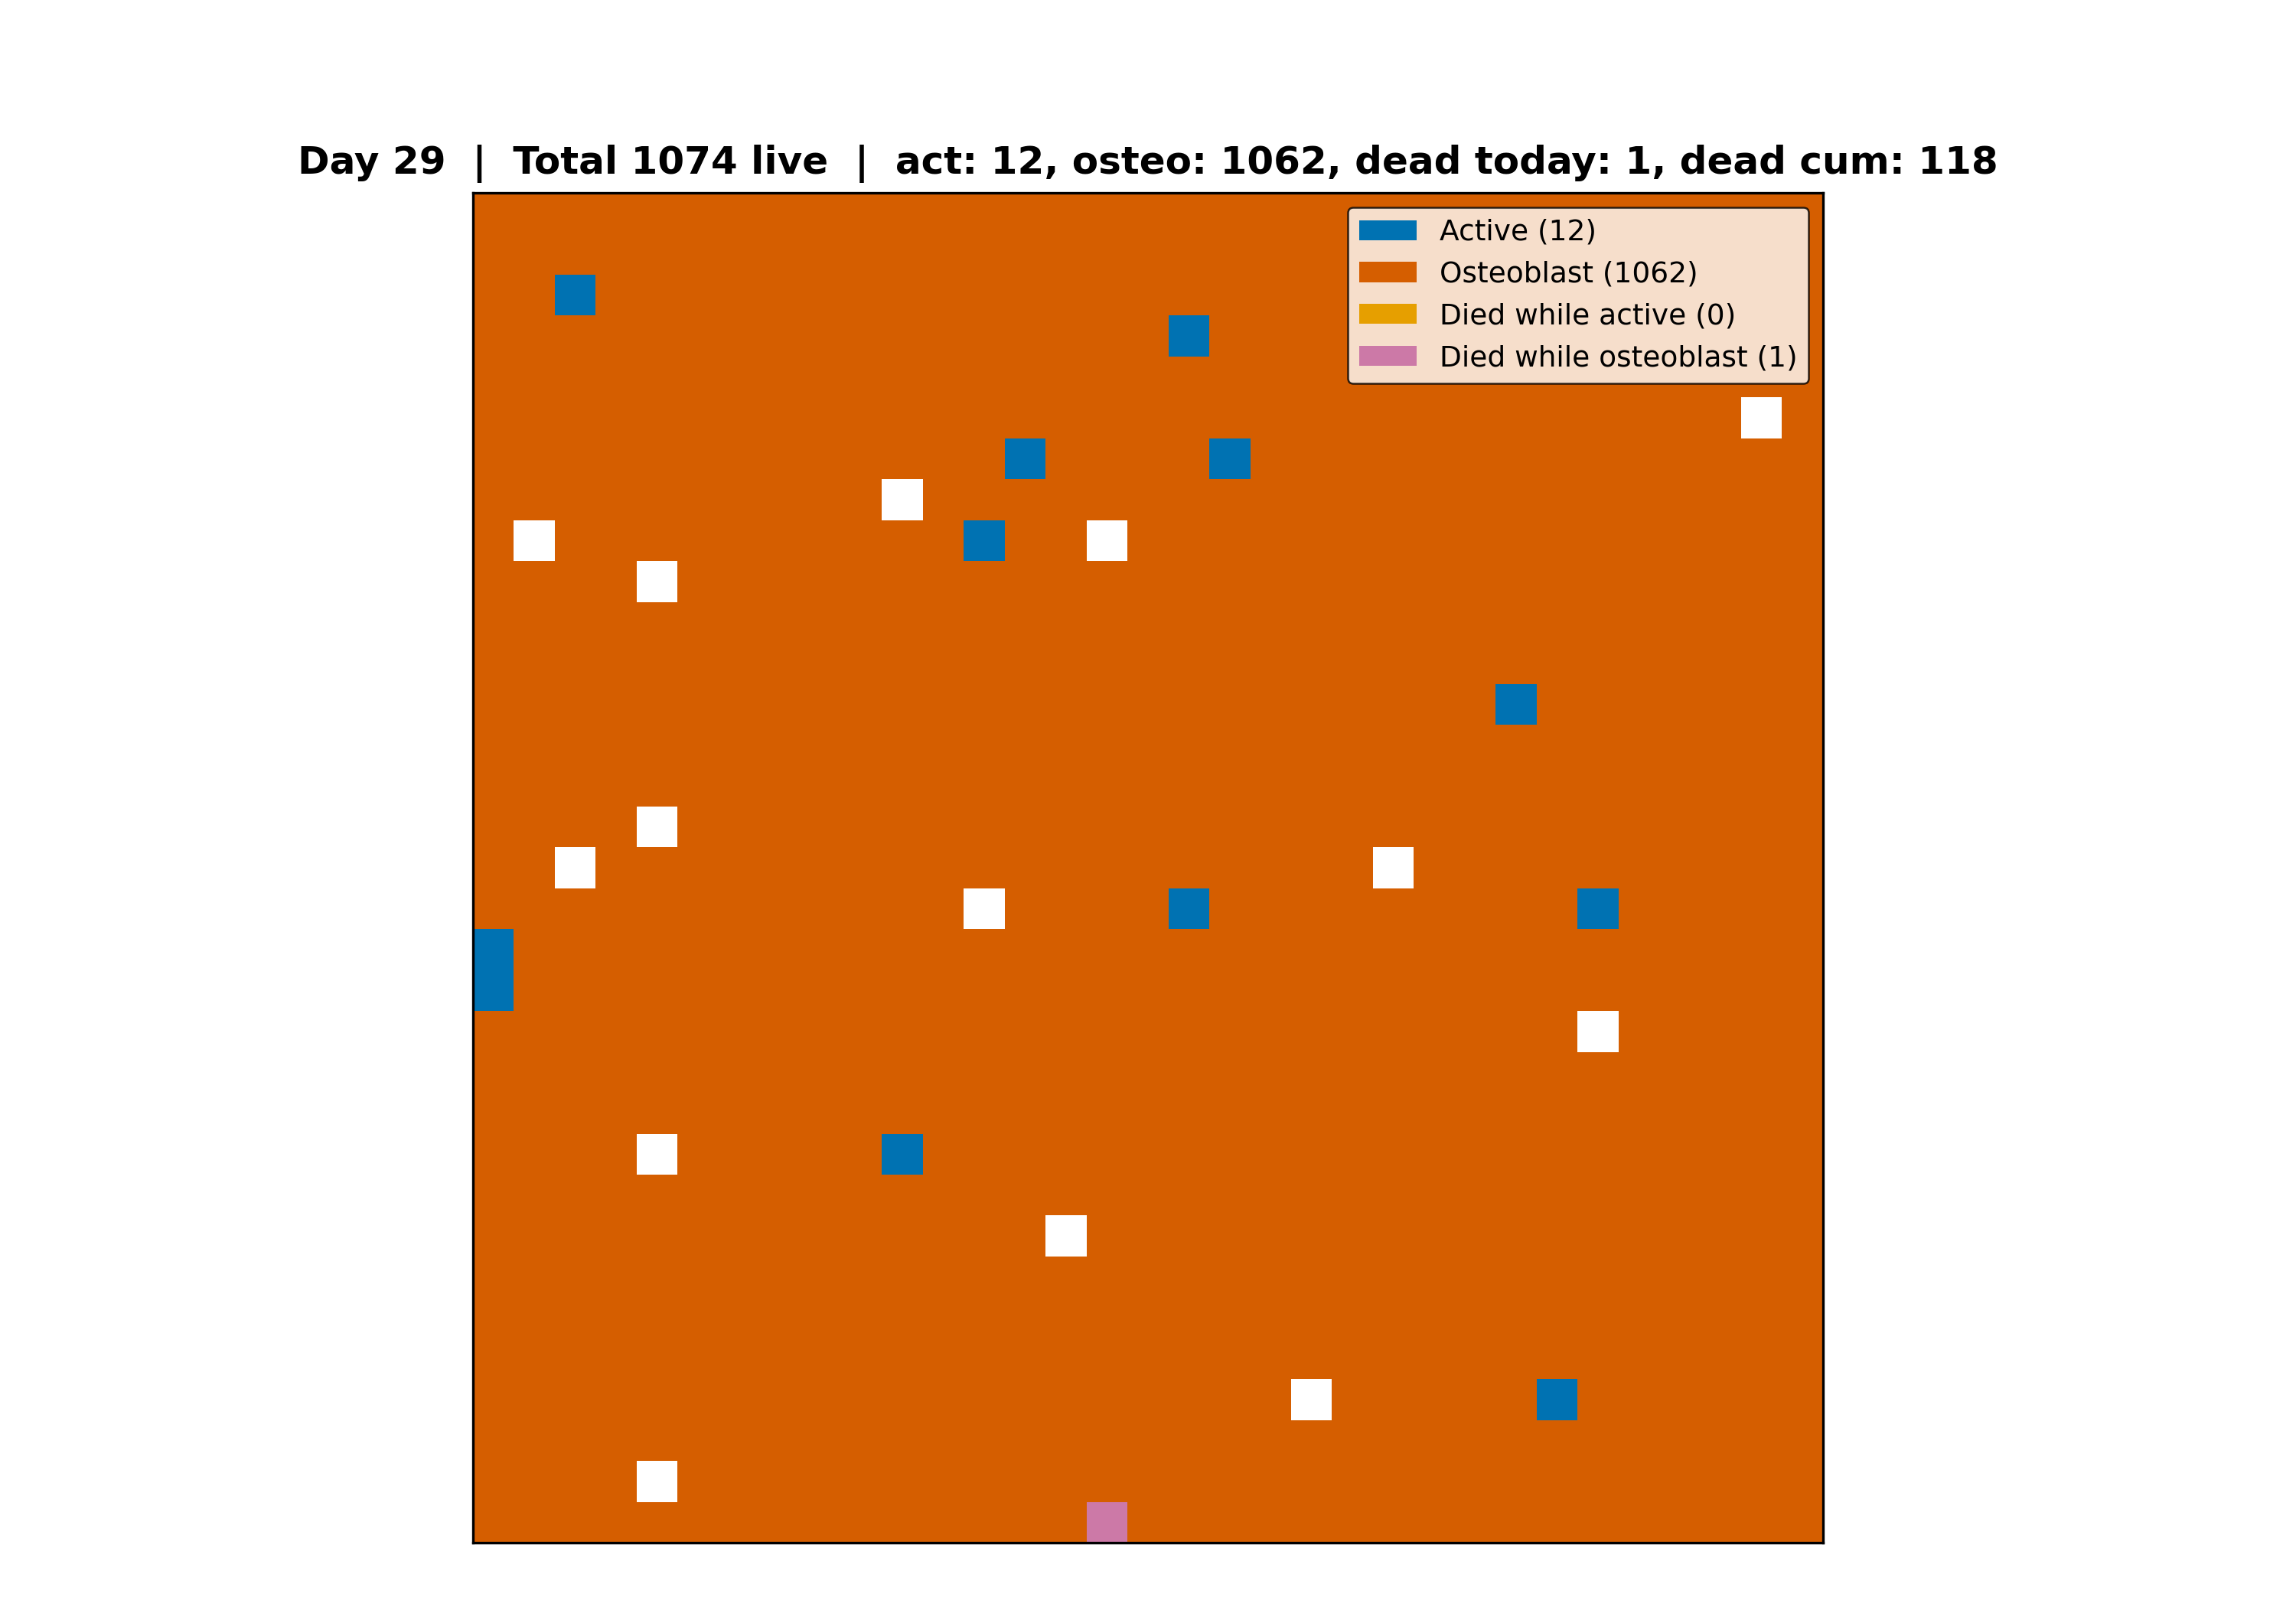 Day 29 | Total 1074 live | act: 12, osteo: 1062, dead today: 1, dead cum: 118
Active (12)
Osteoblast (1062)
Died while active (0)
Died while osteoblast (1)